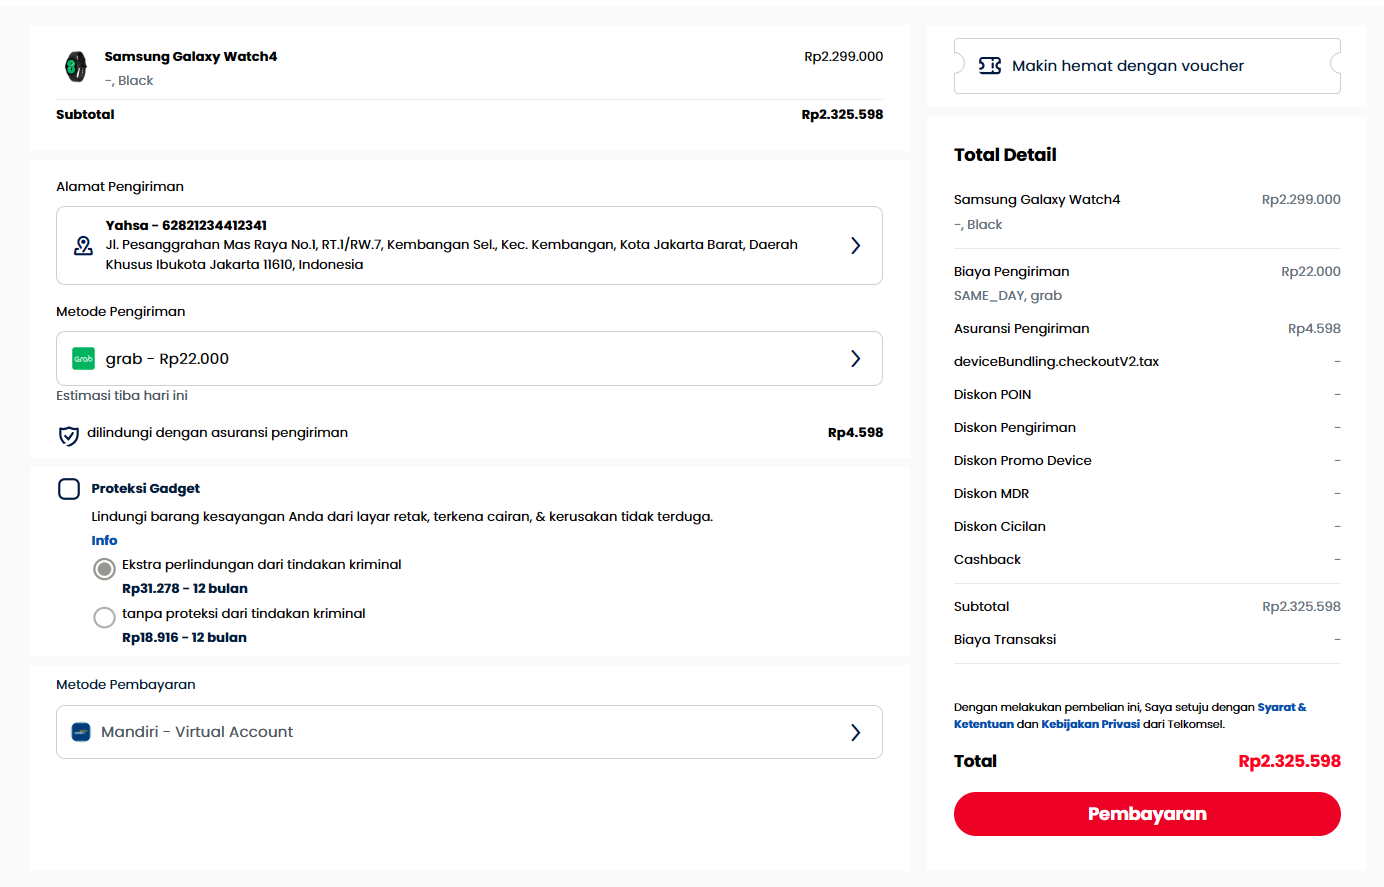 Samsung Galaxy Watch4
Rp2.299.000
-, Black
Subtotal
Rp2.325.598
Alamat Pengiriman
Yahsa - 62821234412341
Jl. Pesanggrahan Mas Raya No.1, RT.1/RW.7, Kembangan Sel., Kec. Kembangan, Kota Jakarta Barat, Daerah
Khusus Ibukota Jakarta 11610, Indonesia
Metode Pengiriman
Grab
grab - Rp22.000
Estimasi tiba hari ini
dilindungi dengan asuransi pengiriman
Rp4.598
Proteksi Gadget
Lindungi barang kesayangan Anda dari layar retak, terkena cairan, & kerusakan tidak terduga.
Info
Ekstra perlindungan dari tindakan kriminal
Rp31.278 - 12 bulan
tanpa proteksi dari tindakan kriminal
Rp18.916 - 12 bulan
Metode Pembayaran
Mandiri - Virtual Account
Makin hemat dengan voucher
Total Detail
Samsung Galaxy Watch4
Rp2.299.000
-, Black
Biaya Pengiriman
Rp22.000
SAME_DAY, grab
Asuransi Pengiriman
Rp4.598
deviceBundling.checkoutV2.tax
-
Diskon POIN
-
Diskon Pengiriman
-
Diskon Promo Device
-
Diskon MDR
-
Diskon Cicilan
-
Cashback
-
Subtotal
Rp2.325.598
Biaya Transaksi
-
Dengan melakukan pembelian ini, Saya setuju dengan Syarat &
Ketentuan dan Kebijakan Privasi dari Telkomsel.
Total
Rp2.325.598
Pembayaran